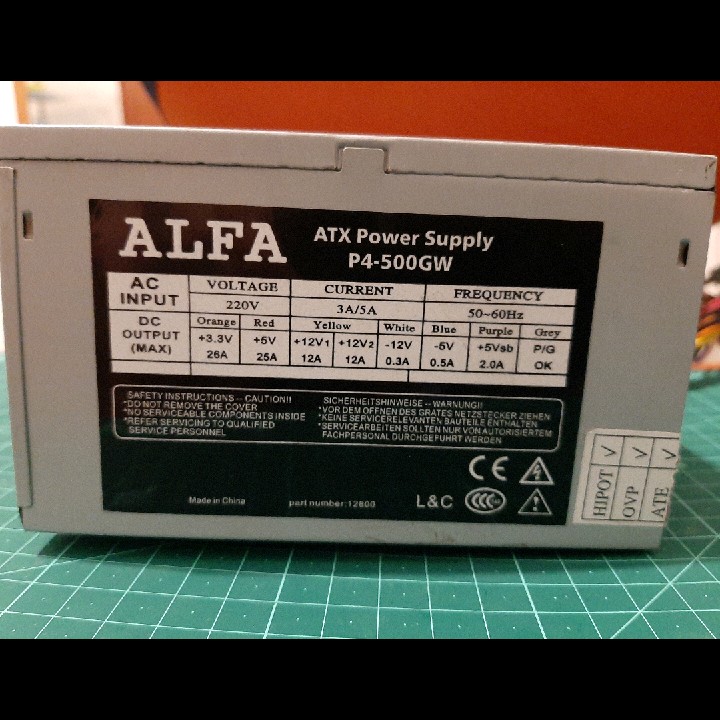 ALFA
ATX Power Supply
P4-500GW
AC INPUT VOLTAGE CURRENT FREQUENCY
220V 3A/5A 50~60Hz
DC OUTPUT (MAX) Orange Red Yellow White Blue Purple Grey
+3.3V +5V +12V1 +12V2 -12V -5V +5Vsb P/G
26A 25A 12A 12A 0.3A 0.5A 2.0A OK
SAFETY INSTRUCTIONS -- CAUTION!!
*DO NOT REMOVE THE COVER
*NO SERVICEABLE COMPONENTS INSIDE
*REFER SERVICING TO QUALIFIED
SERVICE PERSONNEL
SICHERHEITSHINWEISE -- WARNUNG!!
*VOR DEM OFFNEN DES GRATES NETZSTECKER ZIEHEN
*KEINE SERVICERELEVANTEN BAUTEILE ENTHALTEN
*SERVICEARBEITEN SOLLTEN NUR VON AUTORISIERTEM
FACHPERSONAL DURCHGEFUHRT WERDEN
CE
L&C CCC
Made in China
part number:12800
HIPOT √
OVP √
ATE √